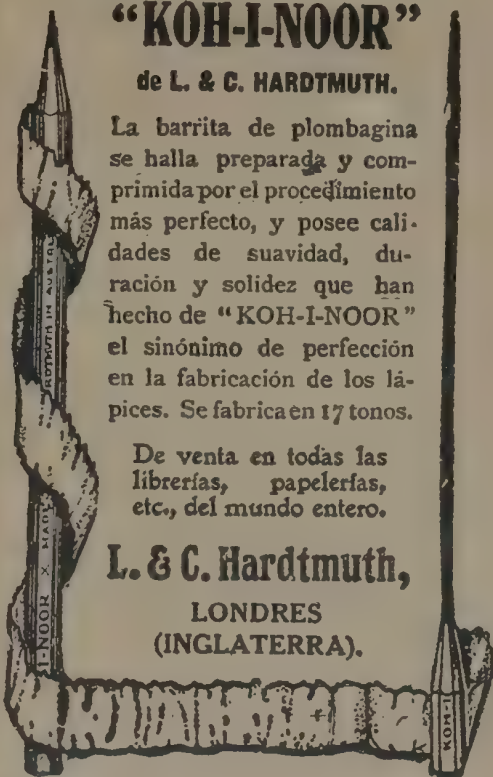 “KOH-I-NOOR”
de L. & C. HARDTMUTH.
La barrita de plombagina
se halla preparada y com-
primida por el procedimiento
más perfecto, y posee cali-
dades de suavidad, du-
ración y solidez que han
hecho de “KOH-I-NOOR”
el sinónimo de perfección
en la fabricación de los lá-
pices. Se fabrica en 17 tonos.
De venta en todas las
librerías, papelerías,
etc., del mundo entero.
L. & C. Hardtmuth,
LONDRES
(INGLATERRA).
I-NOOR X MADE
KOH-I